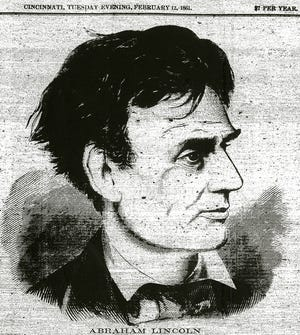 CINCINNATI, TUESDAY EVENING, FEBRUARY 12, 1861. $7 PER YEAR.
ABRAHAM LINCOLN